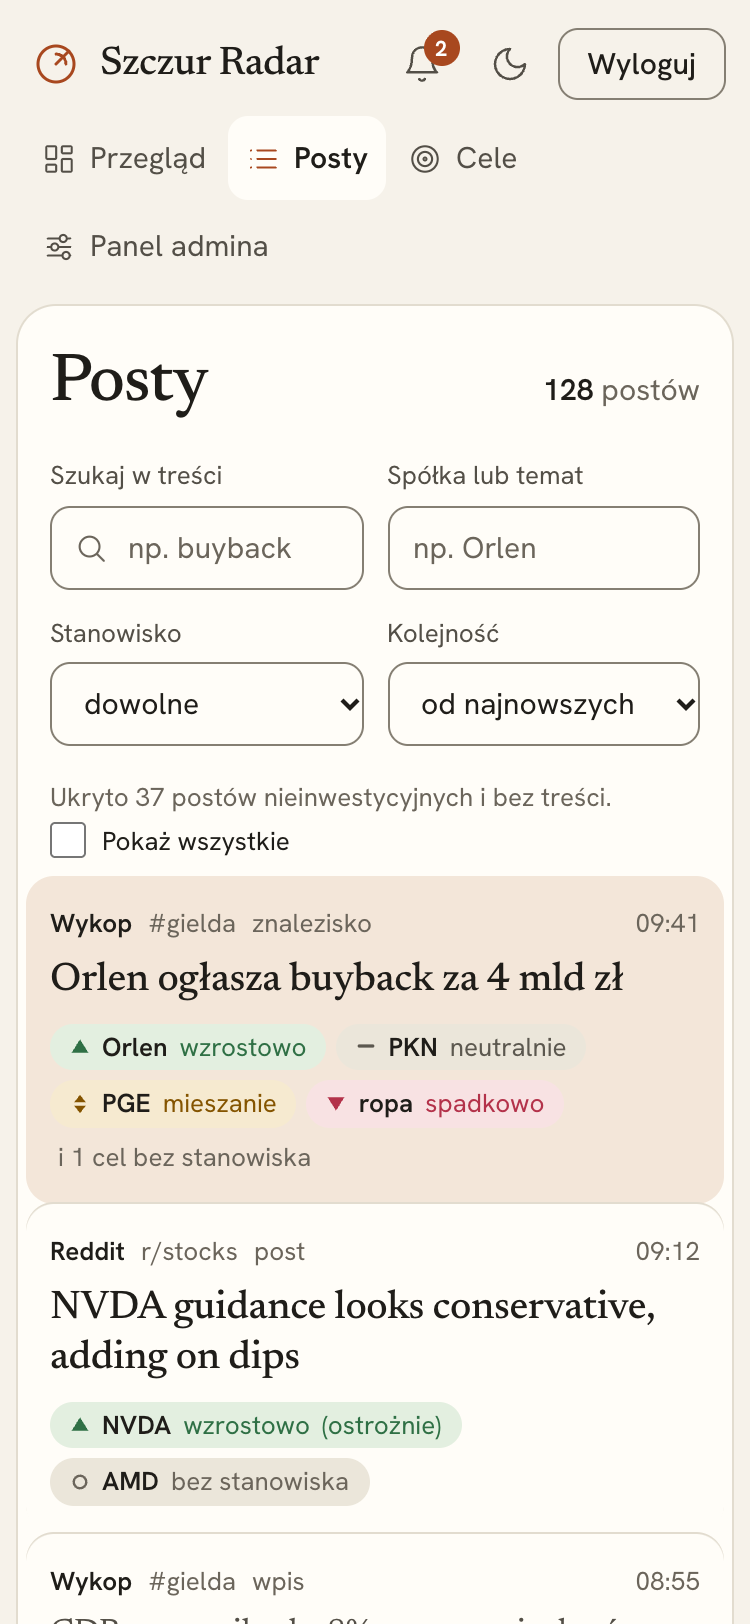 Szczur Radar 2 Wyloguj
Przegląd Posty Cele
Panel admina
Posty 128 postów
Szukaj w treści Spółka lub temat
np. buyback np. Orlen
Stanowisko Kolejność
dowolne od najnowszych
Ukryto 37 postów nieinwestycyjnych i bez treści.
Pokaż wszystkie
Wykop #gielda znalezisko 09:41
Orlen ogłasza buyback za 4 mld zł
Orlen wzrostowo PKN neutralnie
PGE mieszanie ropa spadkowo
i 1 cel bez stanowiska
Reddit r/stocks post 09:12
NVDA guidance looks conservative,
adding on dips
NVDA wzrostowo (ostrożnie)
AMD bez stanowiska
Wykop #gielda wpis 08:55